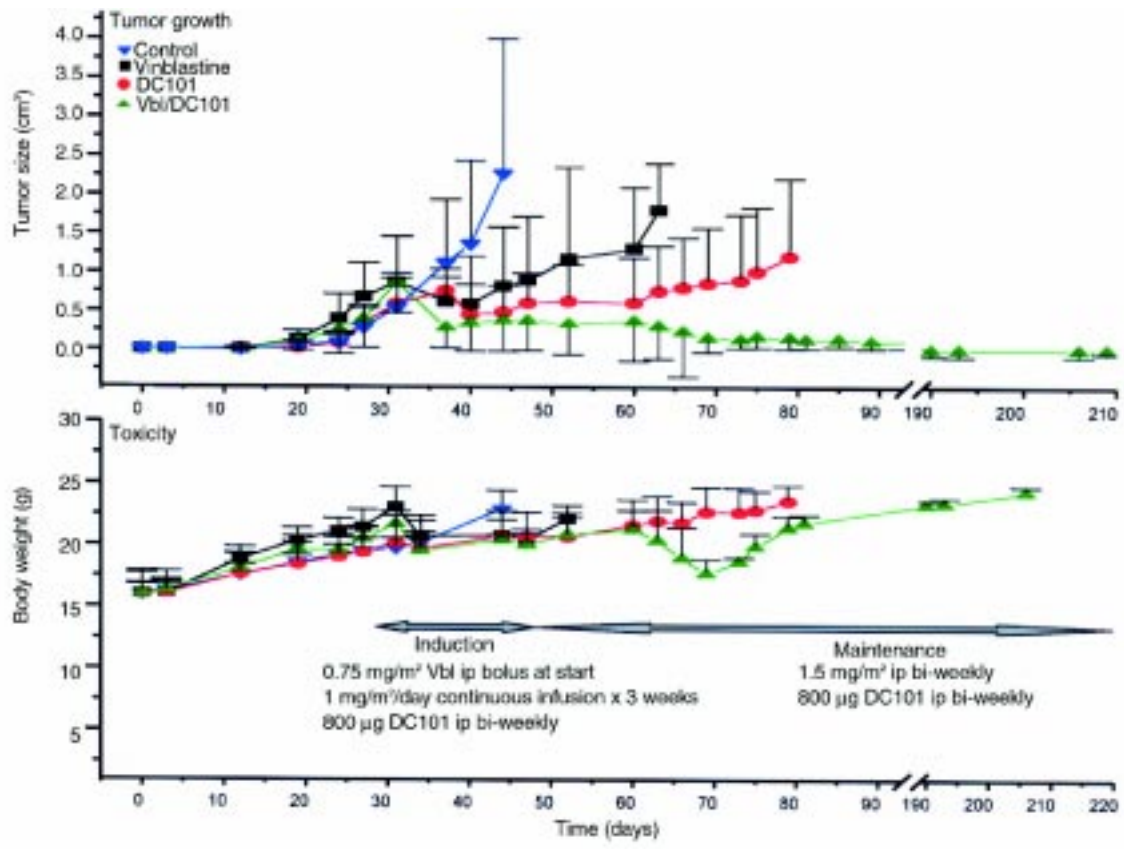 Tumor growth
Control
Vinblastine
DC101
Vbl/DC101
Tumor size (cm³)
4.0
3.5
3.0
2.5
2.0
1.5
1.0
0.5
0.0
0 10 20 30 40 50 60 70 80 90 190 200 210
Toxicity
Body weight (g)
30
25
20
15
10
5
Induction
0.75 mg/m² Vbl ip bolus at start
1 mg/m²/day continuous infusion x 3 weeks
800 µg DC101 ip bi-weekly
Maintenance
1.5 mg/m² ip bi-weekly
800 µg DC101 ip bi-weekly
0 10 20 30 40 50 60 70 80 90 190 200 210 220
Time (days)